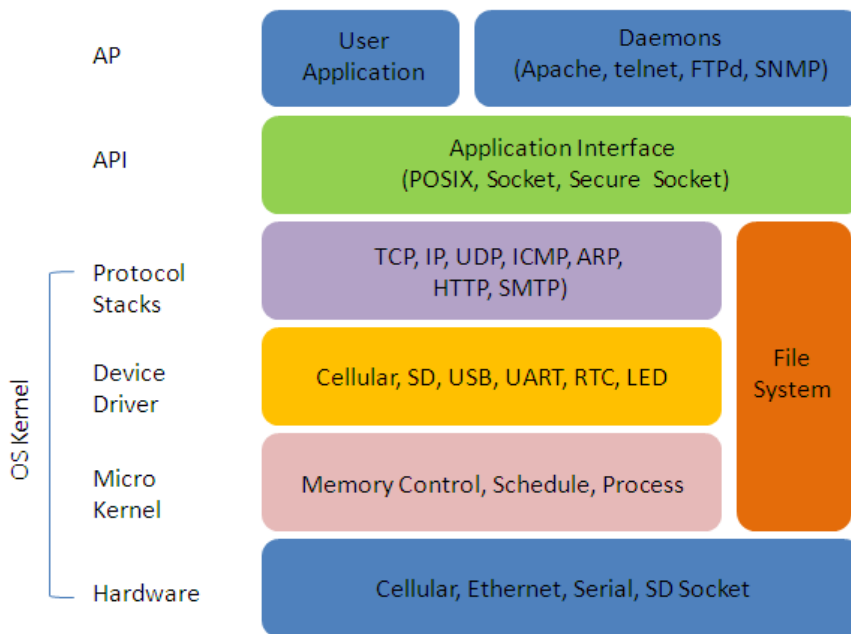 AP
User
Application
Daemons
(Apache, telnet, FTPd, SNMP)
API
Application Interface
(POSIX, Socket, Secure Socket)
OS Kernel
Protocol
Stacks
TCP, IP, UDP, ICMP, ARP,
HTTP, SMTP)
File
System
Device
Driver
Cellular, SD, USB, UART, RTC, LED
Micro
Kernel
Memory Control, Schedule, Process
Hardware
Cellular, Ethernet, Serial, SD Socket